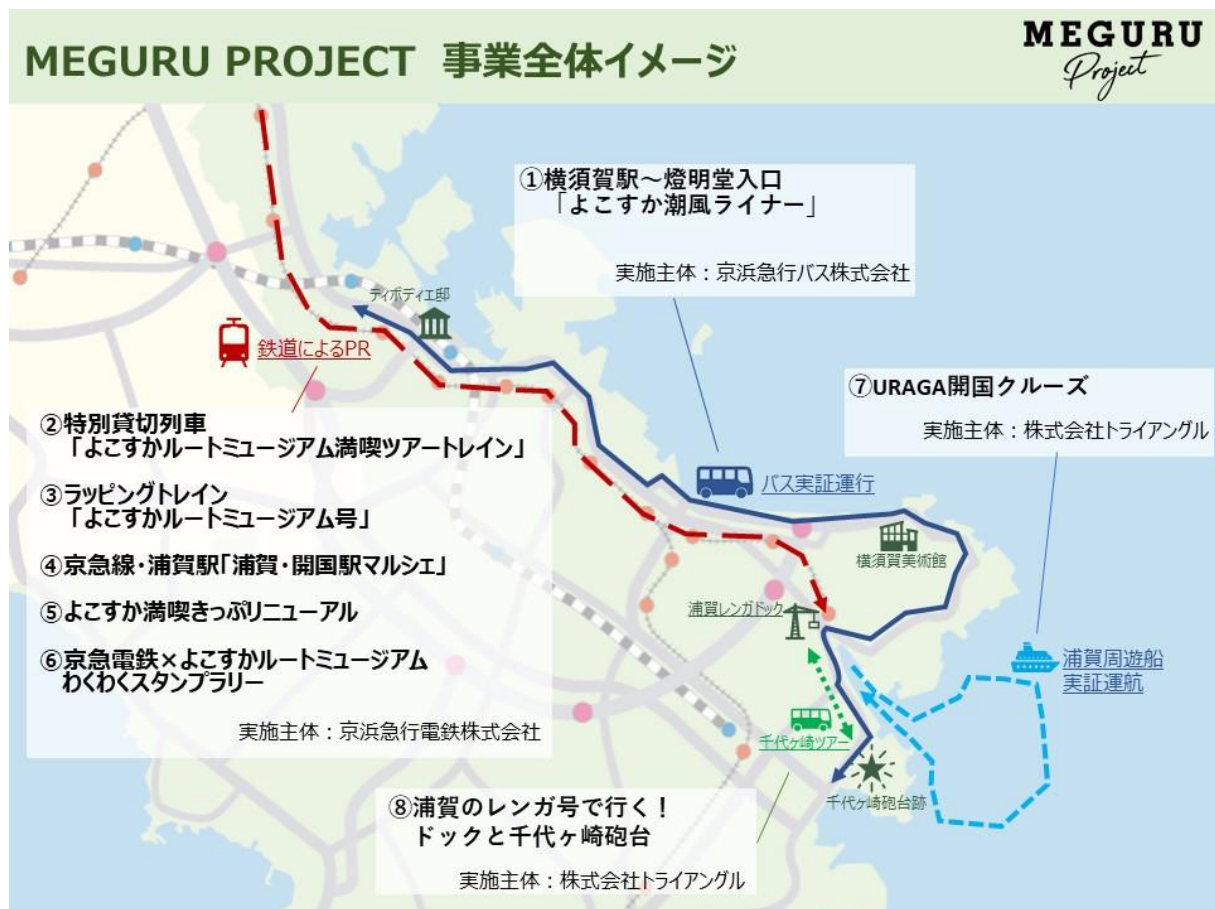 MEGURU PROJECT 事業全体イメージ
MEGURU
Project
①横須賀駅～燈明堂入口
「よこすか潮風ライナー」
実施主体：京浜急行バス株式会社
ティボディエ邸
鉄道によるPR
⑦URAGA開国クルーズ
実施主体：株式会社トライアングル
②特別貸切列車
「よこすかルートミュージアム満喫ツアートレイン」
③ラッピングトレイン
「よこすかルートミュージアム号」
④京急線・浦賀駅「浦賀・開国駅マルシェ」
⑤よこすか満喫きっぷリニューアル
⑥京急電鉄×よこすかルートミュージアム
わくわくスタンプラリー
実施主体：京浜急行電鉄株式会社
バス実証運行
横須賀美術館
浦賀レンガドック
浦賀周遊船
実証運航
千代ヶ崎ツアー
千代ヶ崎砲台跡
⑧浦賀のレンガ号で行く！
ドックと千代ヶ崎砲台
実施主体：株式会社トライアングル